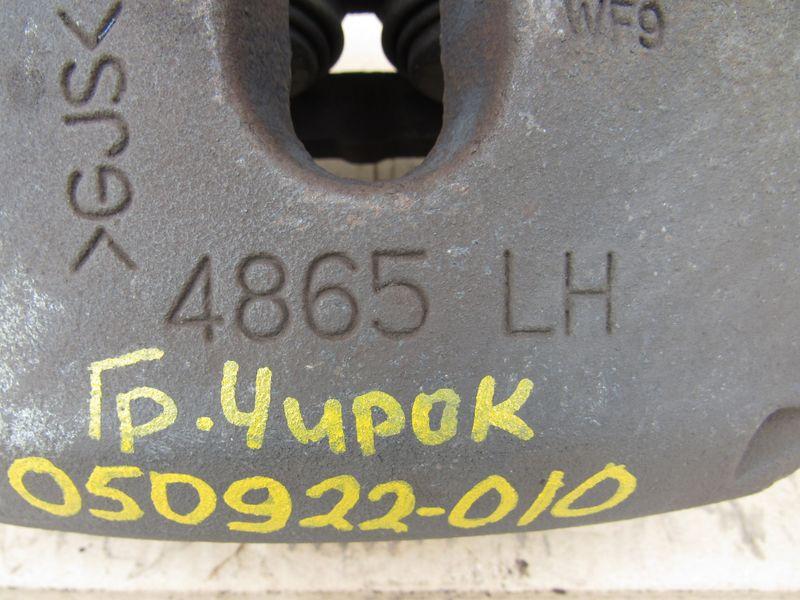 WF9
>GJS<
4865 LH
Гр. Чирок
050922-010